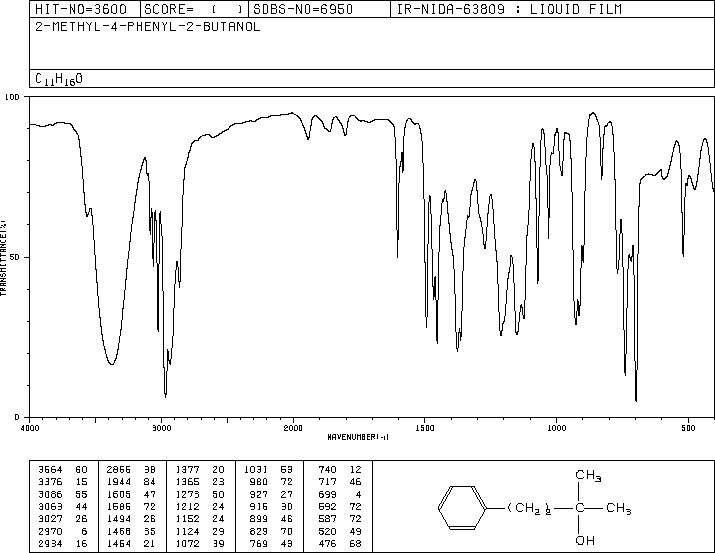 HIT-NO=3600 SCORE= ( ) SDBS-NO=6950 IR-NIDA-63809 : LIQUID FILM
2-METHYL-4-PHENYL-2-BUTANOL
C11H16O
100
50
0
TRANSMITTANCE(%)
4000 3000 2000 1500 1000 500
WAVENUMBER(-1)
3564 60 2866 38 1377 20 1031 53 740 12
3376 15 1944 84 1365 23 980 72 717 46
3086 55 1605 47 1273 50 927 27 699 4
3063 44 1586 72 1212 24 916 30 592 72
3027 26 1494 26 1152 24 899 46 587 72
2970 6 1468 35 1124 29 829 70 520 49
2934 16 1454 21 1072 39 769 43 476 68
CH3
(CH2)2 C CH3
OH